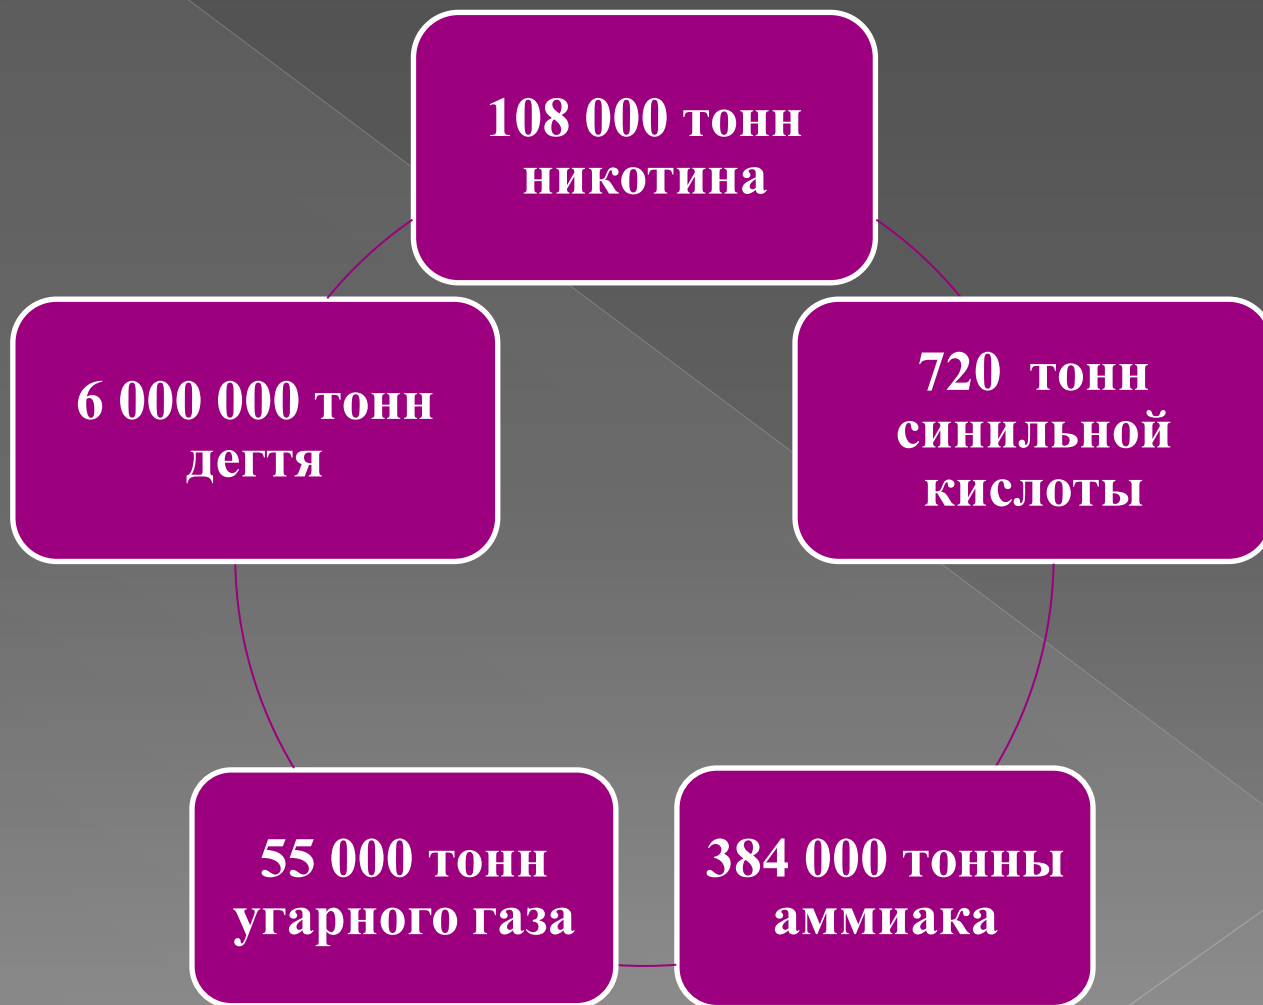 108 000 тонн
никотина
720  тонн
синильной
кислоты
384 000 тонны
аммиака
55 000 тонн
угарного газа
6 000 000 тонн
дегтя